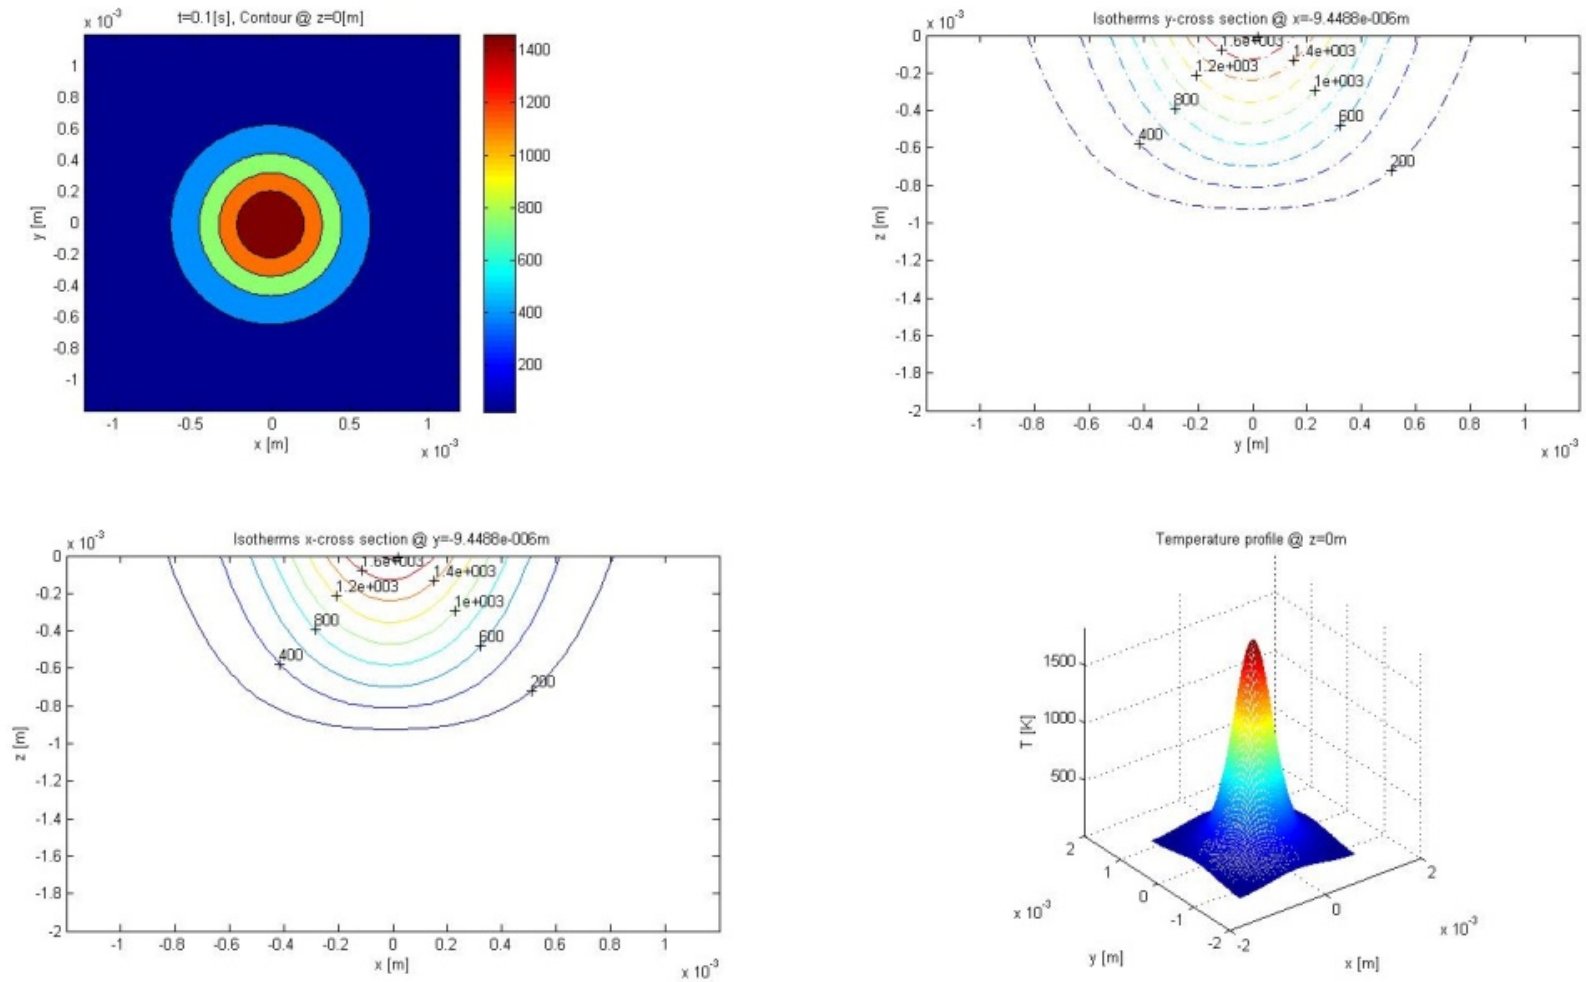 x 10⁻³
t=0.1[s], Contour @ z=0[m]
1
0.8
0.6
0.4
0.2
0
-0.2
-0.4
-0.6
-0.8
-1
y [m]
-1 -0.5 0 0.5 1
x [m]
x 10⁻³
1400
1200
1000
800
600
400
200
x 10⁻³
Isotherms y-cross section @ x=-9.4488e-006m
0
-0.2
-0.4
-0.6
-0.8
-1
-1.2
-1.4
-1.6
-1.8
-2
z [m]
1.6e+003
1.4e+003
1.2e+003
1e+003
800
600
400
200
-1 -0.8 -0.6 -0.4 -0.2 0 0.2 0.4 0.6 0.8 1
y [m]
x 10⁻³
x 10⁻³
Isotherms x-cross section @ y=-9.4488e-006m
0
-0.2
-0.4
-0.6
-0.8
-1
-1.2
-1.4
-1.6
-1.8
-2
z [m]
1.6e+003
1.4e+003
1.2e+003
1e+003
800
600
400
200
-1 -0.8 -0.6 -0.4 -0.2 0 0.2 0.4 0.6 0.8 1
x [m]
x 10⁻³
Temperature profile @ z=0m
1500
1000
500
T [K]
2
1
0
-1
-2
x 10⁻³
y [m]
-2
0
2
x 10⁻³
x [m]